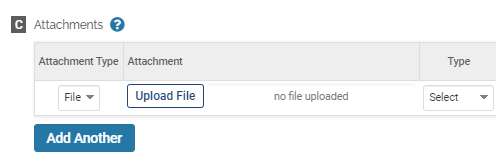 C Attachments ?
Attachment Type Attachment Type
File Upload File no file uploaded Select
Add Another